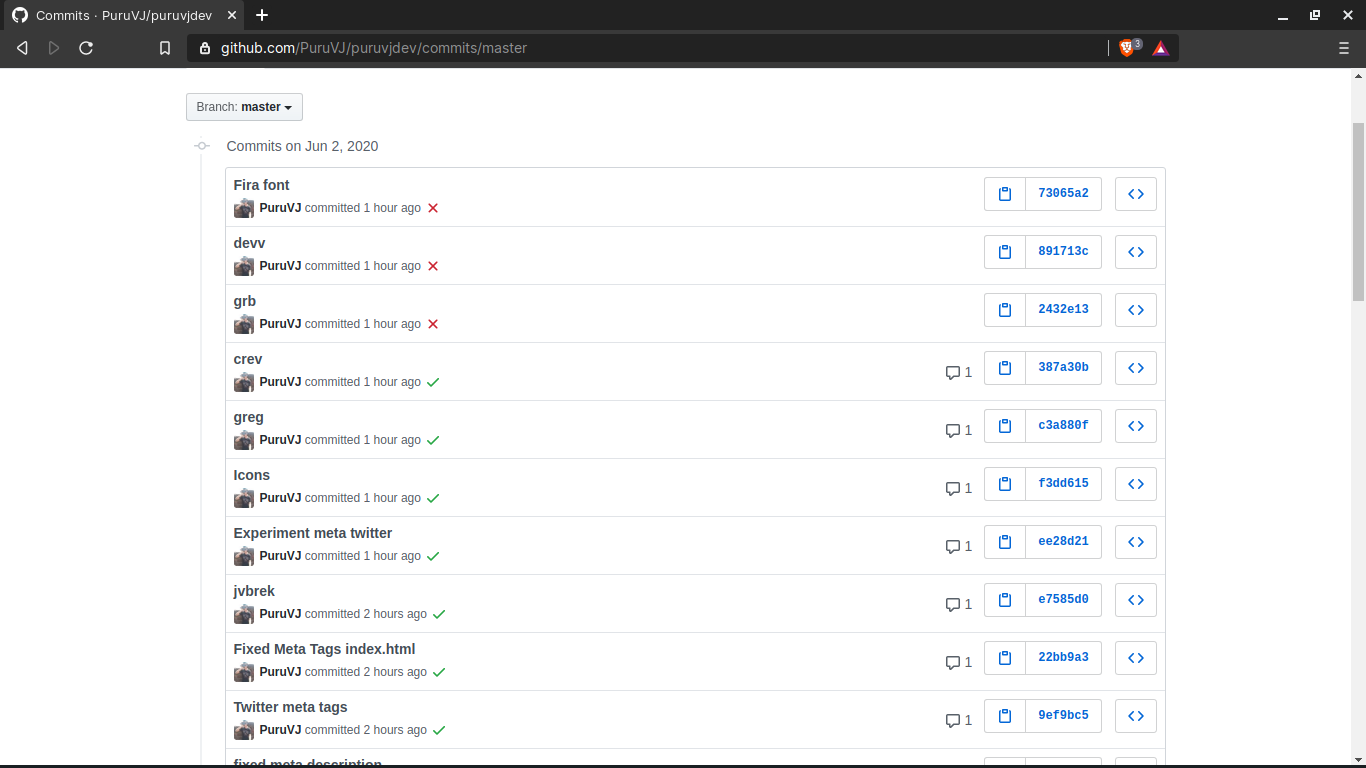 Commits · PuruVJ/puruvjdev
github.com/PuruVJ/puruvjdev/commits/master
3
Branch: master
Commits on Jun 2, 2020
Fira font
73065a2
PuruVJ committed 1 hour ago
devv
891713c
PuruVJ committed 1 hour ago
grb
2432e13
PuruVJ committed 1 hour ago
crev
1 387a30b
PuruVJ committed 1 hour ago
greg
1 c3a880f
PuruVJ committed 1 hour ago
Icons
1 f3dd615
PuruVJ committed 1 hour ago
Experiment meta twitter
1 ee28d21
PuruVJ committed 1 hour ago
jvbrek
1 e7585d0
PuruVJ committed 2 hours ago
Fixed Meta Tags index.html
1 22bb9a3
PuruVJ committed 2 hours ago
Twitter meta tags
1 9ef9bc5
PuruVJ committed 2 hours ago
fixed meta description